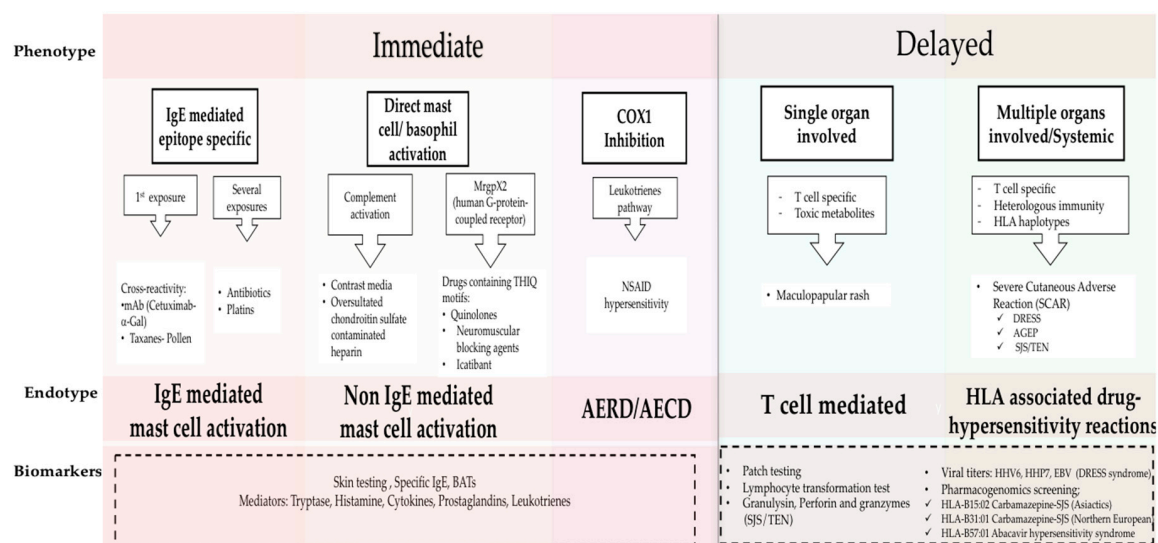 Phenotype
Immediate
Delayed
IgE mediated
epitope specific
Direct mast
cell/ basophil
activation
COX1
Inhibition
Single organ
involved
Multiple organs
involved/Systemic
1st exposure
Several
exposures
Complement
activation
MrgpX2
(human G-protein-
coupled receptor)
Leukotrienes
pathway
- T cell specific
- Toxic metabolites
- T cell specific
- Heterologous immunity
- HLA haplotypes
Cross-reactivity:
•mAb (Cetuximab-
α-Gal)
• Taxanes- Pollen
• Antibiotics
• Platins
• Contrast media
• Oversultated
chondroitin sulfate
contaminated
heparin
Drugs containing THIQ
motifs:
• Quinolones
• Neuromuscular
blocking agents
• Icatibant
NSAID
hypersensitivity
• Maculopapular rash
• Severe Cutaneous Adverse
Reaction (SCAR)
✓ DRESS
✓ AGEP
✓ SJS/TEN
Endotype
IgE mediated
mast cell activation
Non IgE mediated
mast cell activation
AERD/AECD
T cell mediated
HLA associated drug-
hypersensitivity reactions
Biomarkers
Skin testing , Specific IgE, BATs
Mediators: Tryptase, Histamine, Cytokines, Prostaglandins, Leukotrienes
• Patch testing
• Lymphocyte transformation test
• Granulysin, Perforin and granzymes
(SJS/TEN)
• Viral titers: HHV6, HHP7, EBV (DRESS syndrome)
• Pharmacogenomics screening;
✓ HLA-B15:02 Carbamazepine-SJS (Asiactics)
✓ HLA-B31:01 Carbamazepine-SJS (Northern European
✓ HLA-B57:01 Abacavir hypersensitivity syndrome